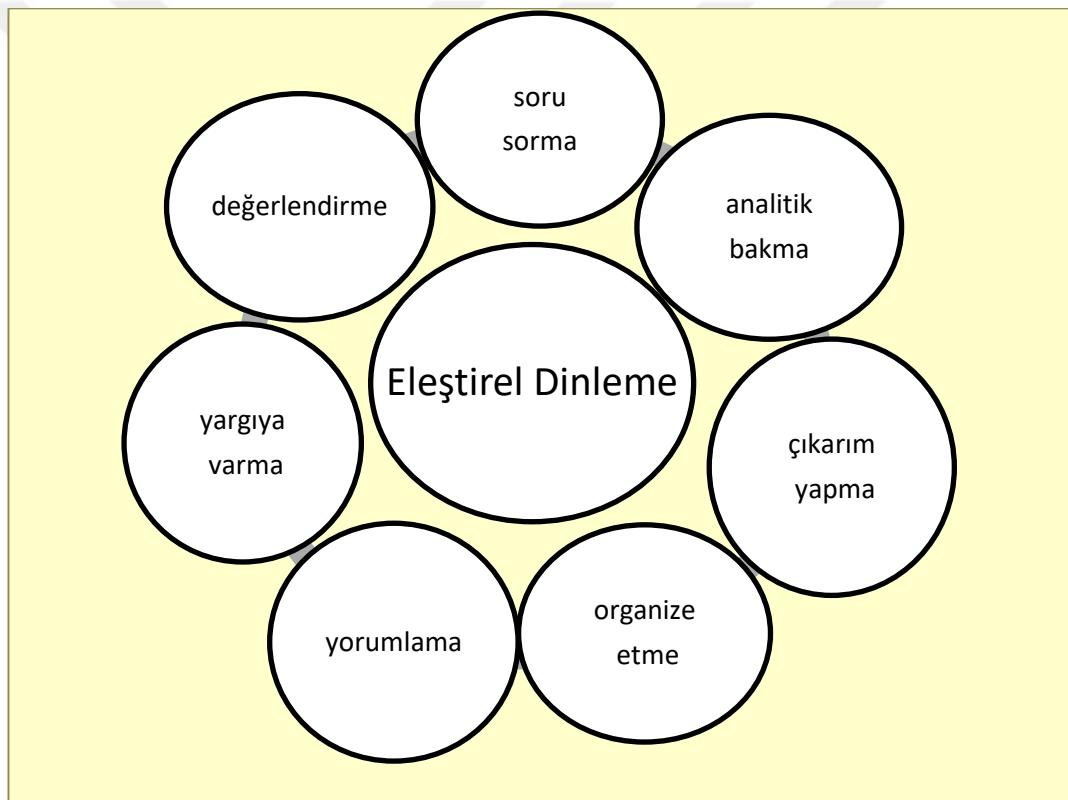 soru
sorma
analitik
bakma
çıkarım
yapma
organize
etme
yorumlama
yargıya
varma
değerlendirme
Eleştirel Dinleme